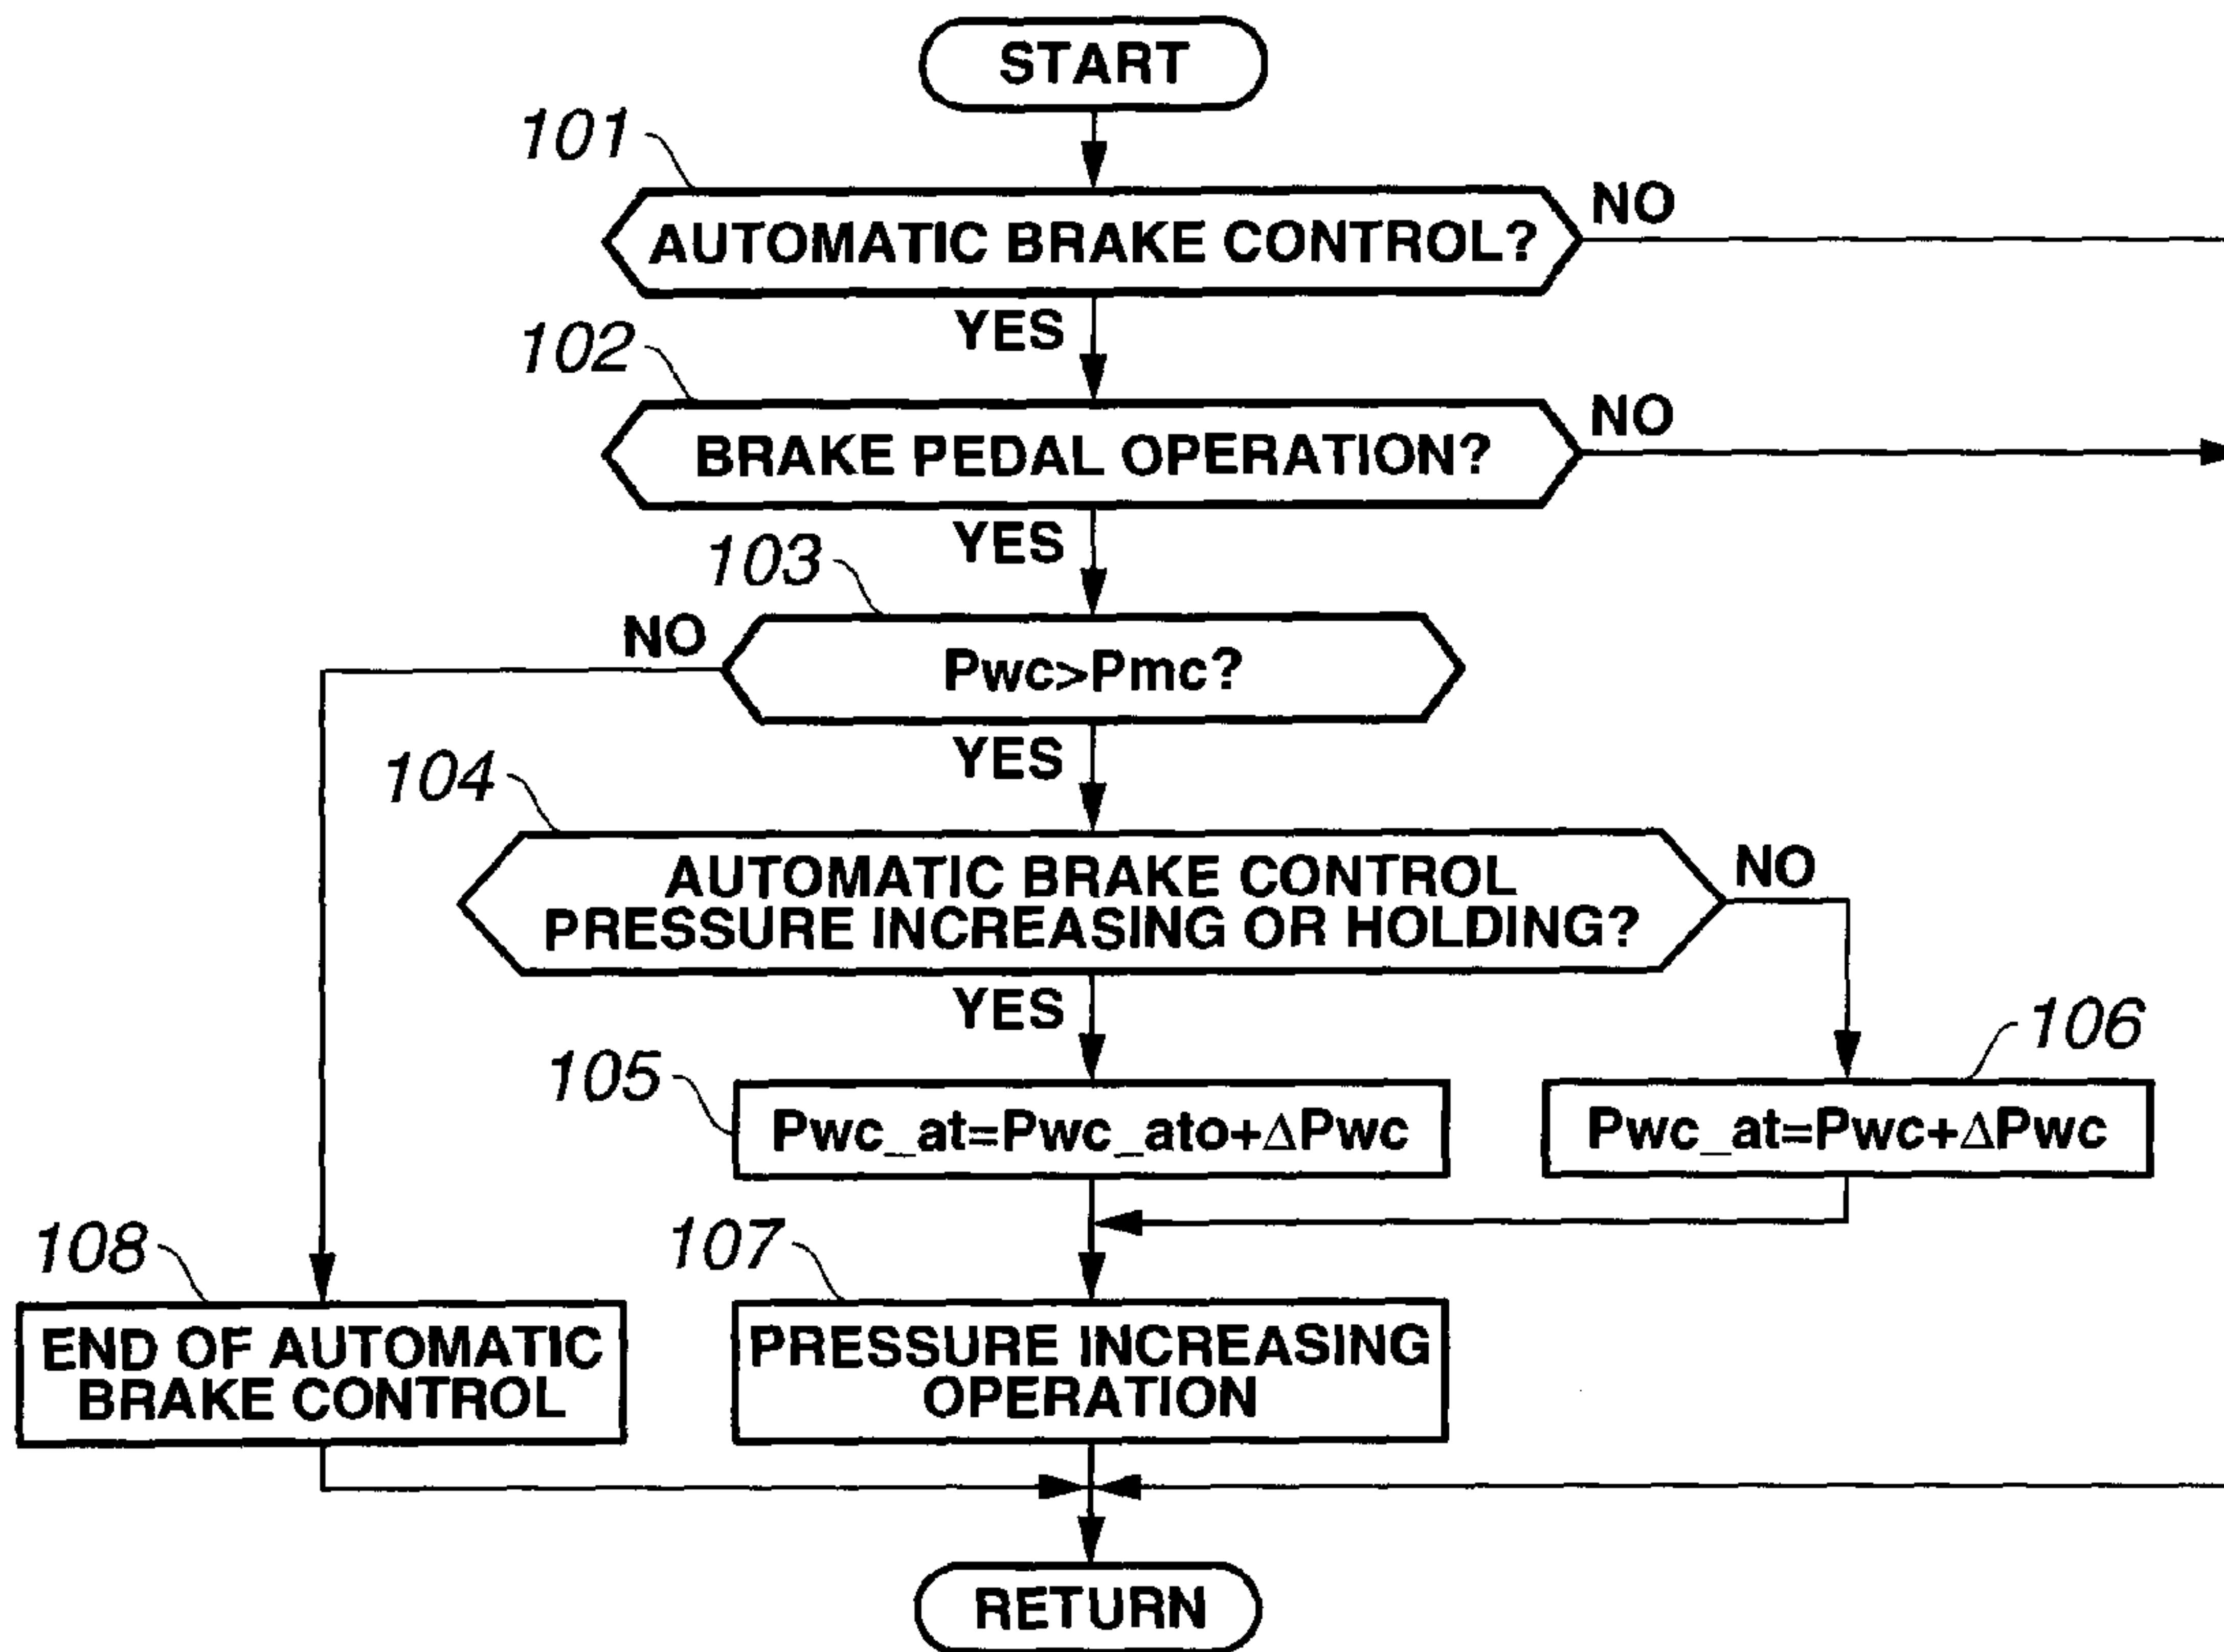 START
101
AUTOMATIC BRAKE CONTROL?
NO
YES
102
BRAKE PEDAL OPERATION?
NO
YES
103
NO
Pwc>Pmc?
YES
104
AUTOMATIC BRAKE CONTROL
PRESSURE INCREASING OR HOLDING?
NO
YES
105
106
Pwc_at=Pwc_ato+ΔPwc
Pwc_at=Pwc+ΔPwc
108
107
END OF AUTOMATIC
BRAKE CONTROL
PRESSURE INCREASING
OPERATION
RETURN